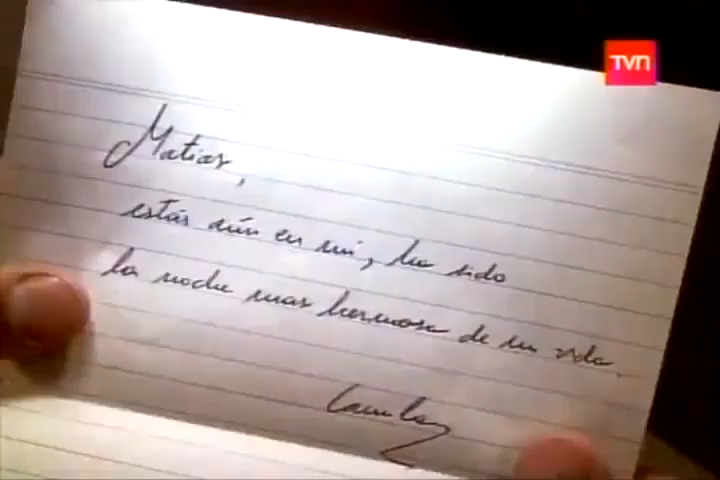 TVN
Matías,
estás aún en mí, ha sido
la noche mas hermosa de mi vida.
Camila